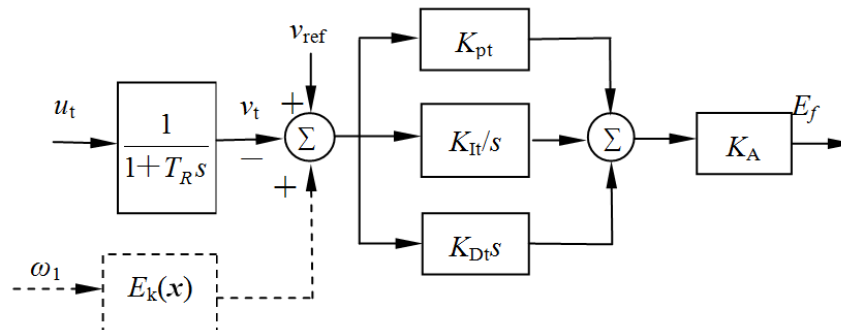 v_ref
K_pt
u_t
1
1+T_R s
v_t
+
−
+
Σ
K_It/s
Σ
E_f
K_A
K_Dt s
ω_1
E_k(x)